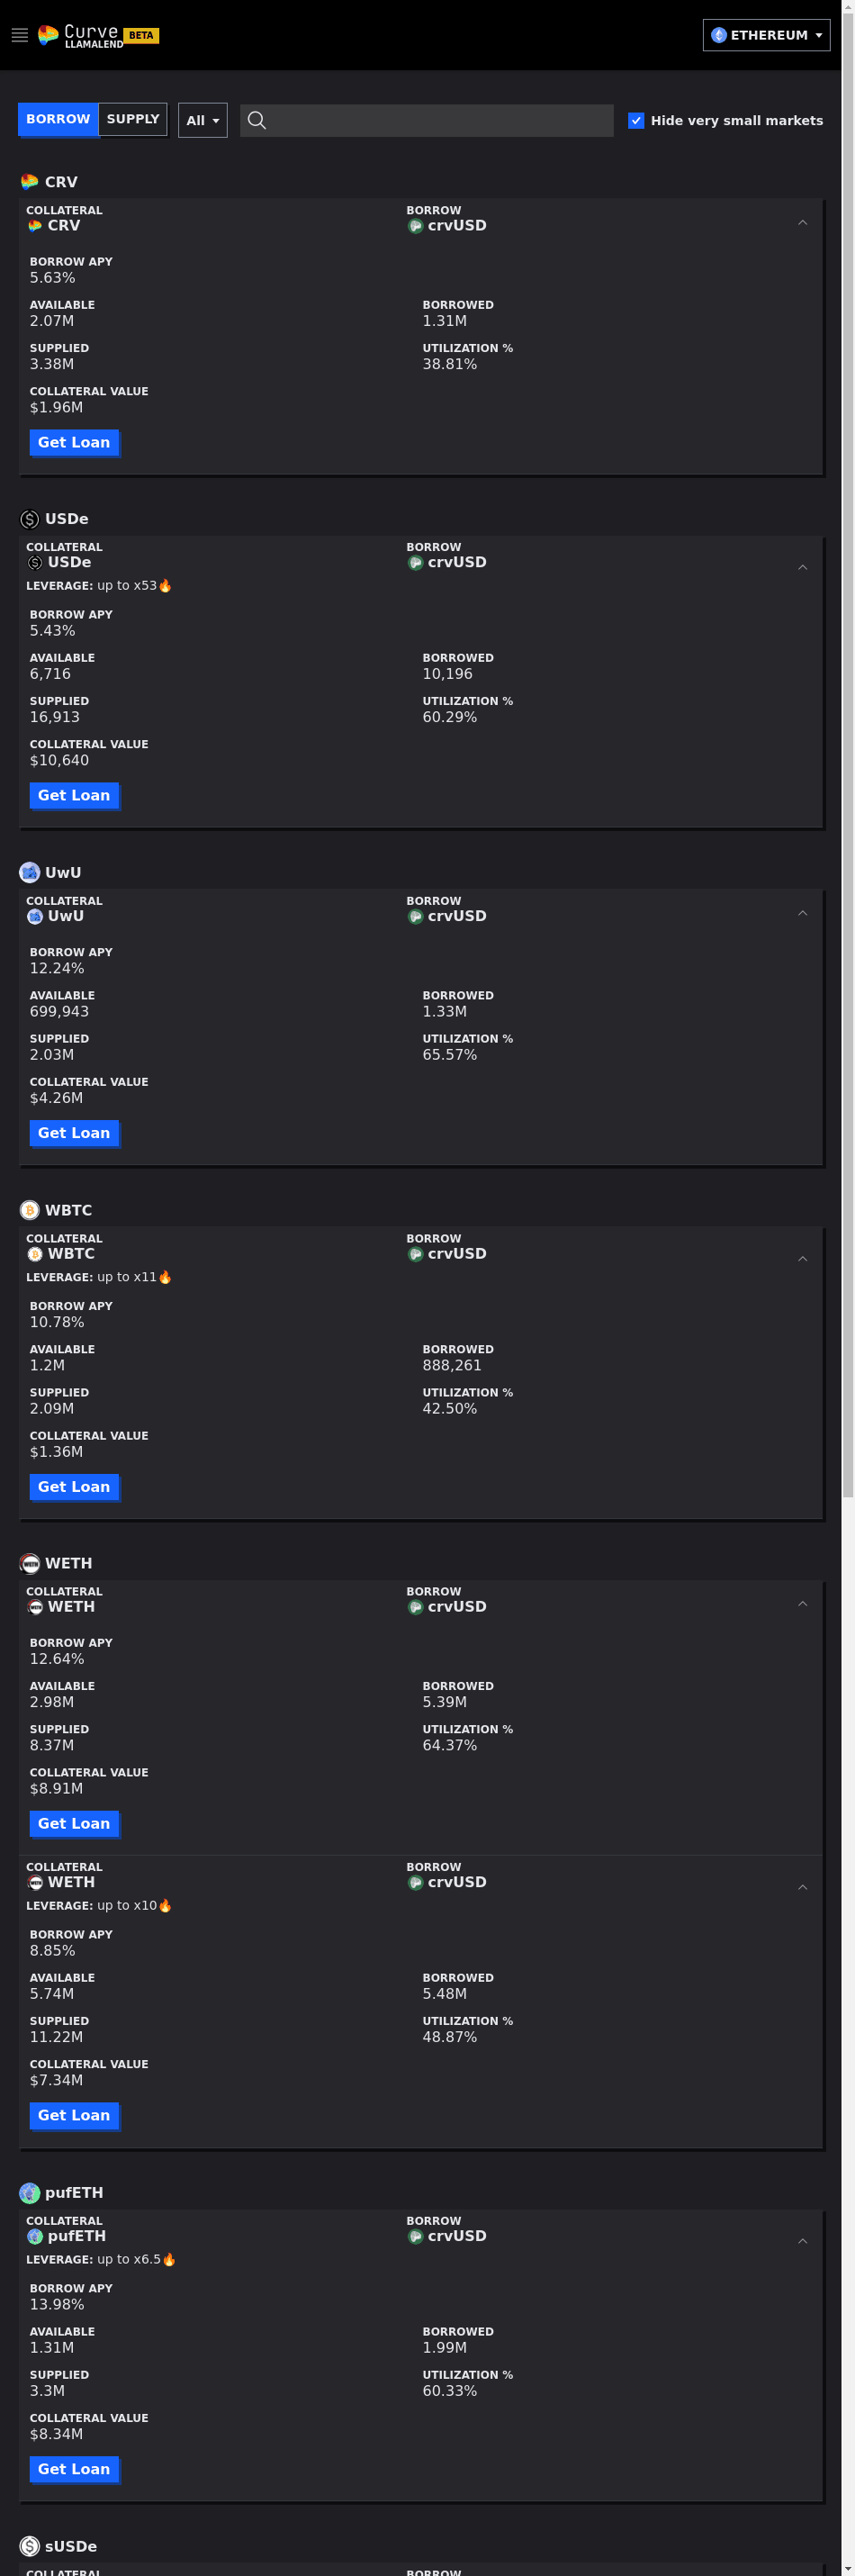 Curve
LLAMALEND BETA
ETHEREUM
BORROW SUPPLY All Hide very small markets
CRV
COLLATERAL BORROW
CRV crvUSD
BORROW APY
5.63%
AVAILABLE BORROWED
2.07M 1.31M
SUPPLIED UTILIZATION %
3.38M 38.81%
COLLATERAL VALUE
$1.96M
Get Loan
USDe
COLLATERAL BORROW
USDe crvUSD
LEVERAGE: up to x53🔥
BORROW APY
5.43%
AVAILABLE BORROWED
6,716 10,196
SUPPLIED UTILIZATION %
16,913 60.29%
COLLATERAL VALUE
$10,640
Get Loan
UwU
COLLATERAL BORROW
UwU crvUSD
BORROW APY
12.24%
AVAILABLE BORROWED
699,943 1.33M
SUPPLIED UTILIZATION %
2.03M 65.57%
COLLATERAL VALUE
$4.26M
Get Loan
WBTC
COLLATERAL BORROW
WBTC crvUSD
LEVERAGE: up to x11🔥
BORROW APY
10.78%
AVAILABLE BORROWED
1.2M 888,261
SUPPLIED UTILIZATION %
2.09M 42.50%
COLLATERAL VALUE
$1.36M
Get Loan
WETH
COLLATERAL BORROW
WETH crvUSD
BORROW APY
12.64%
AVAILABLE BORROWED
2.98M 5.39M
SUPPLIED UTILIZATION %
8.37M 64.37%
COLLATERAL VALUE
$8.91M
Get Loan
COLLATERAL BORROW
WETH crvUSD
LEVERAGE: up to x10🔥
BORROW APY
8.85%
AVAILABLE BORROWED
5.74M 5.48M
SUPPLIED UTILIZATION %
11.22M 48.87%
COLLATERAL VALUE
$7.34M
Get Loan
pufETH
COLLATERAL BORROW
pufETH crvUSD
LEVERAGE: up to x6.5🔥
BORROW APY
13.98%
AVAILABLE BORROWED
1.31M 1.99M
SUPPLIED UTILIZATION %
3.3M 60.33%
COLLATERAL VALUE
$8.34M
Get Loan
sUSDe
COLLATERAL BORROW